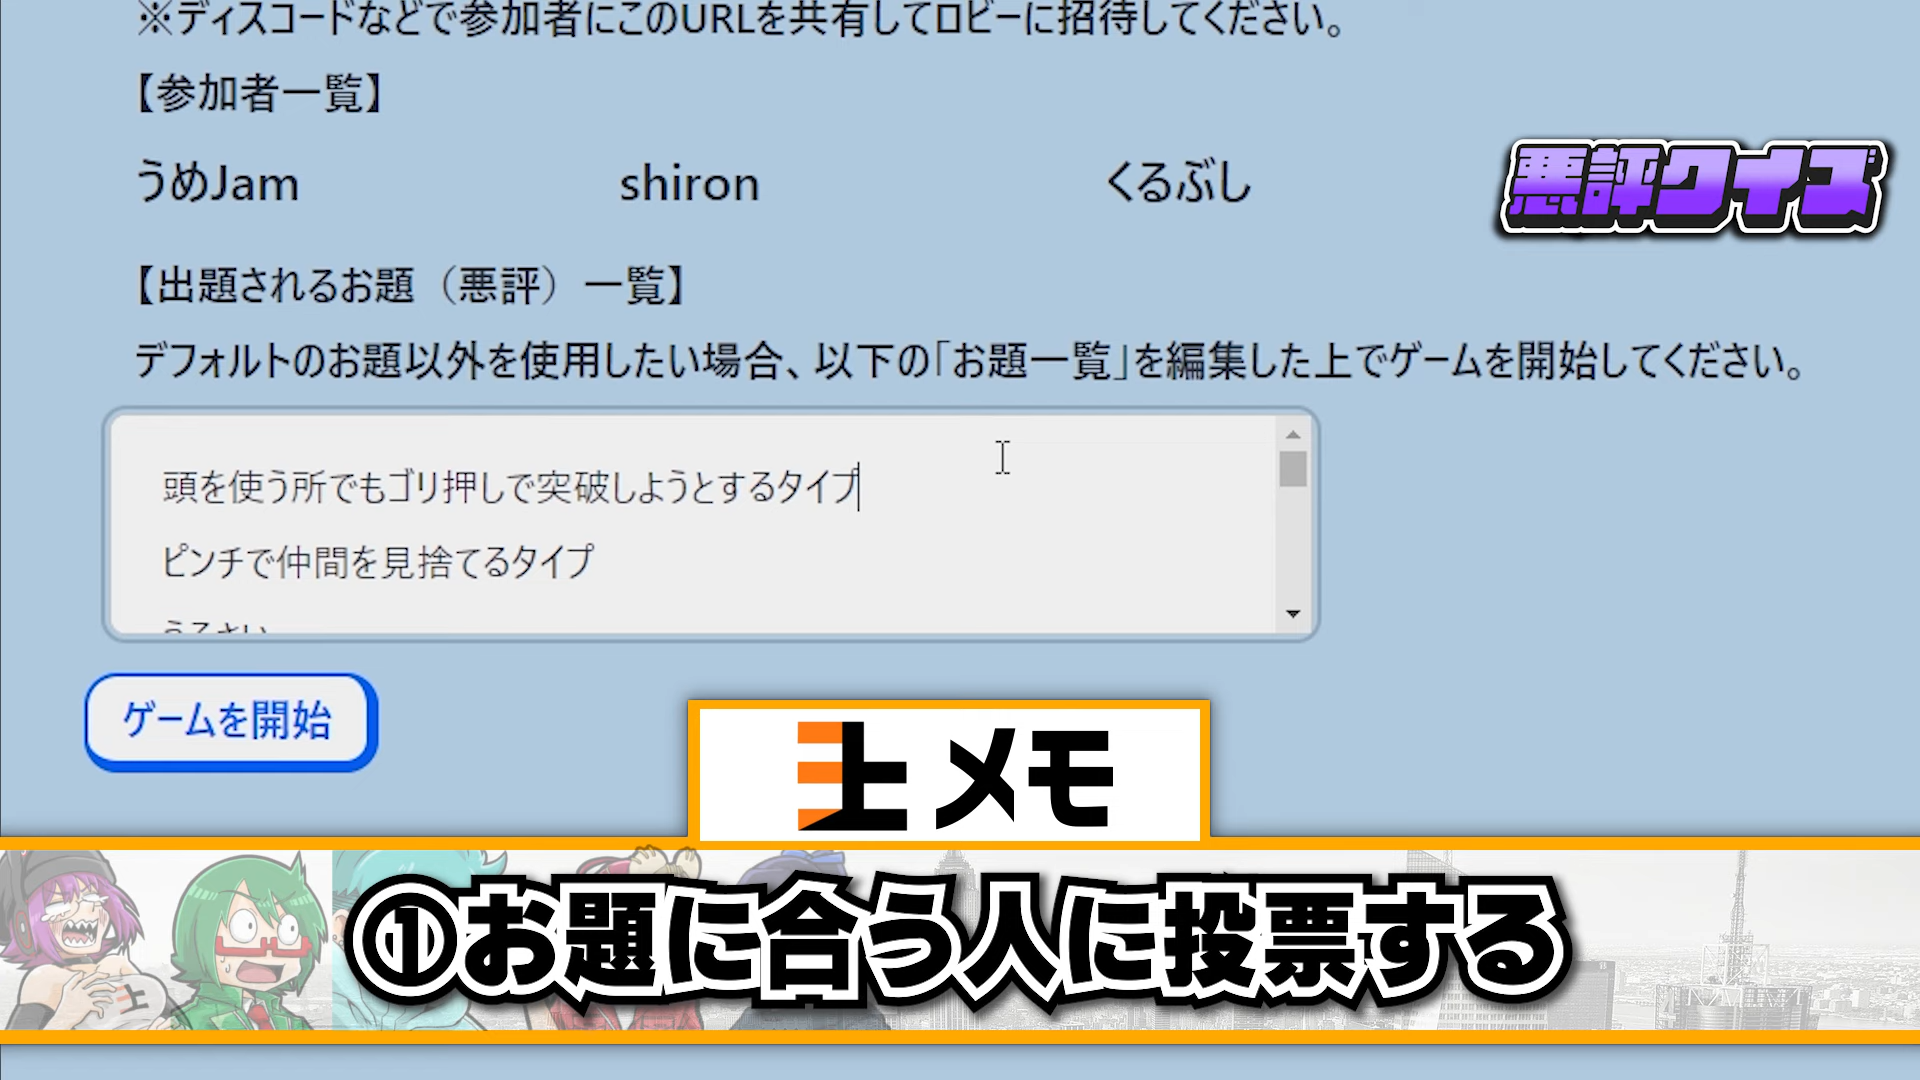 ※ディスコードなどで参加者にこのURLを共有してロビーに招待してください。
【参加者一覧】
うめJam shiron くるぶし
悪評クイズ
【出題されるお題（悪評）一覧】
デフォルトのお題以外を使用したい場合、以下の「お題一覧」を編集した上でゲームを開始してください。
頭を使う所でもゴリ押しで突破しようとするタイプ
ピンチで仲間を見捨てるタイプ
うるさい
ゲームを開始
上メモ
①お題に合う人に投票する